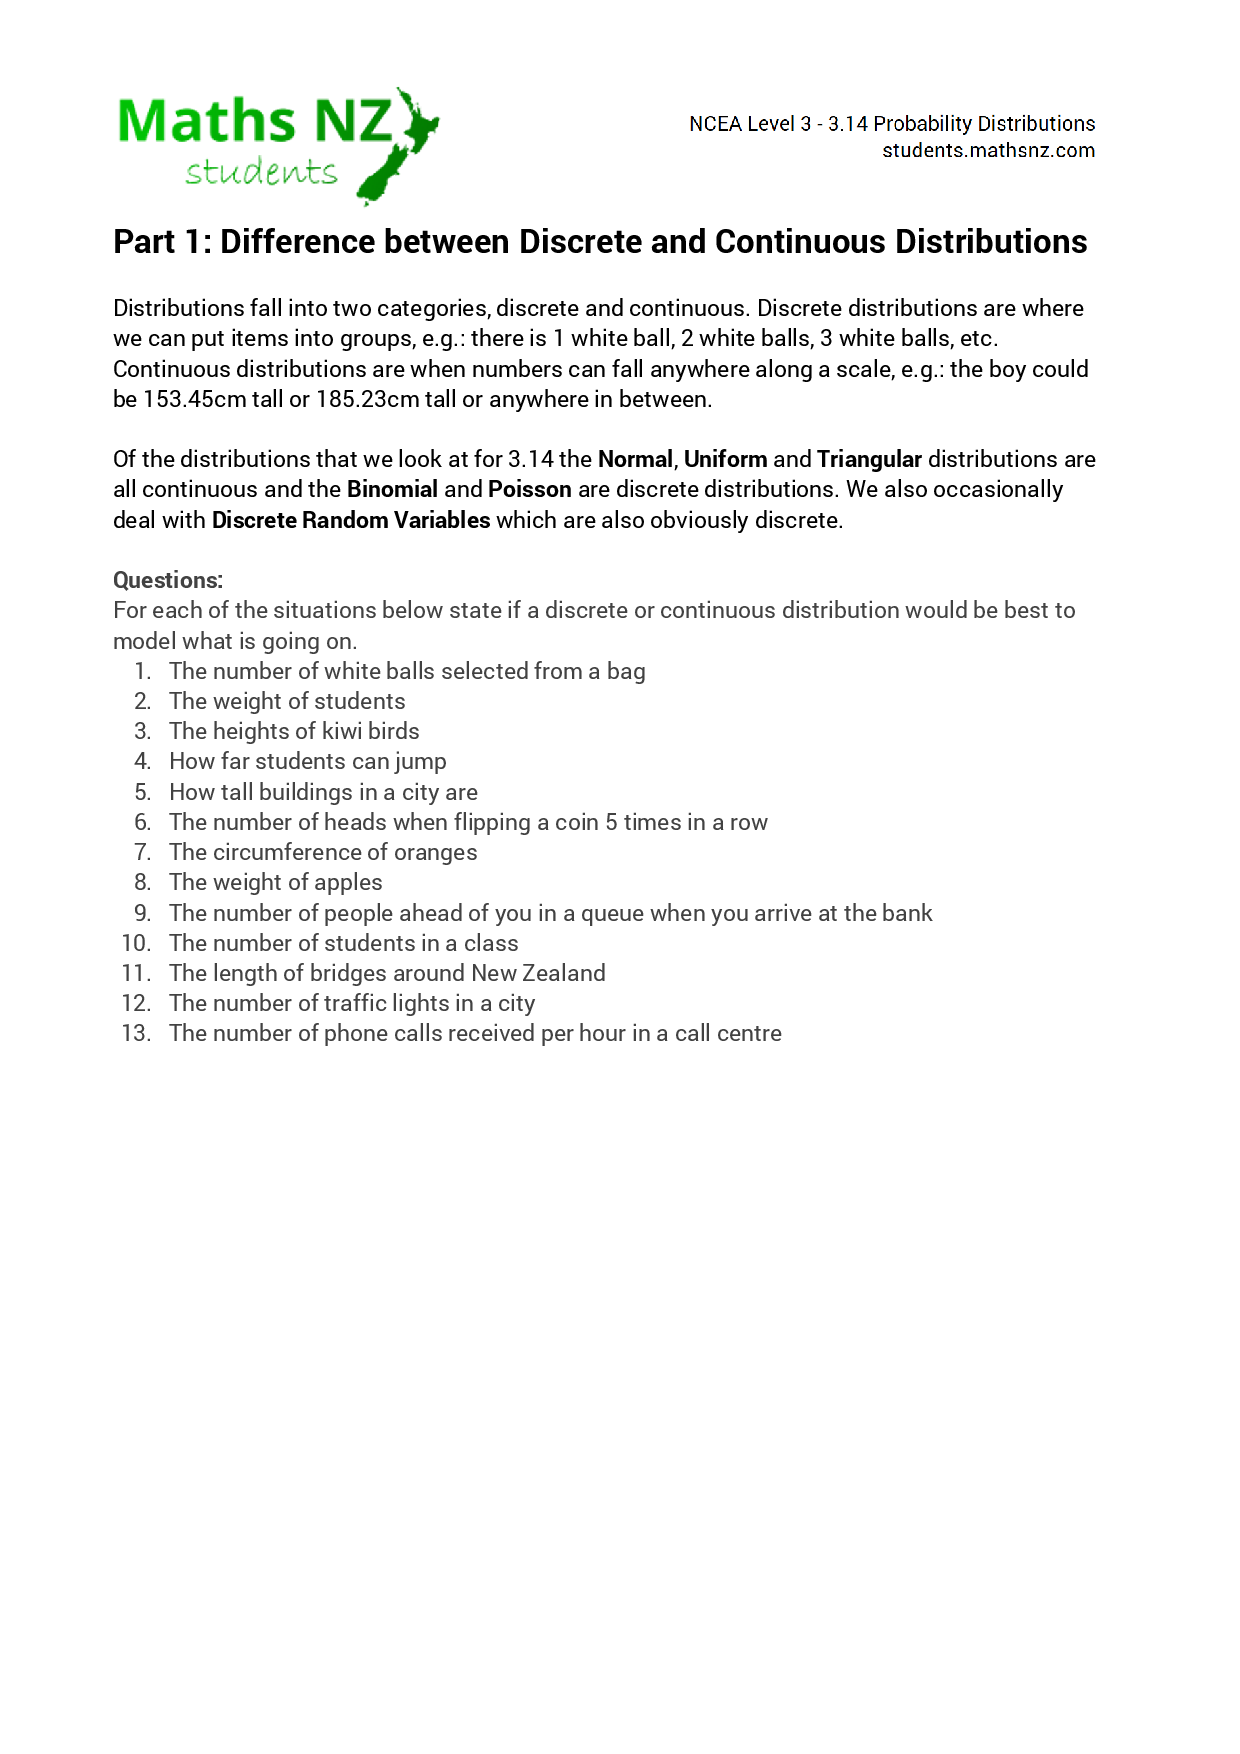 Maths NZ
students
NCEA Level 3 - 3.14 Probability Distributions
students.mathsnz.com
Part 1: Difference between Discrete and Continuous Distributions
Distributions fall into two categories, discrete and continuous. Discrete distributions are where
we can put items into groups, e.g.: there is 1 white ball, 2 white balls, 3 white balls, etc.
Continuous distributions are when numbers can fall anywhere along a scale, e.g.: the boy could
be 153.45cm tall or 185.23cm tall or anywhere in between.
Of the distributions that we look at for 3.14 the Normal, Uniform and Triangular distributions are
all continuous and the Binomial and Poisson are discrete distributions. We also occasionally
deal with Discrete Random Variables which are also obviously discrete.
Questions:
For each of the situations below state if a discrete or continuous distribution would be best to
model what is going on.
1. The number of white balls selected from a bag
2. The weight of students
3. The heights of kiwi birds
4. How far students can jump
5. How tall buildings in a city are
6. The number of heads when flipping a coin 5 times in a row
7. The circumference of oranges
8. The weight of apples
9. The number of people ahead of you in a queue when you arrive at the bank
10. The number of students in a class
11. The length of bridges around New Zealand
12. The number of traffic lights in a city
13. The number of phone calls received per hour in a call centre